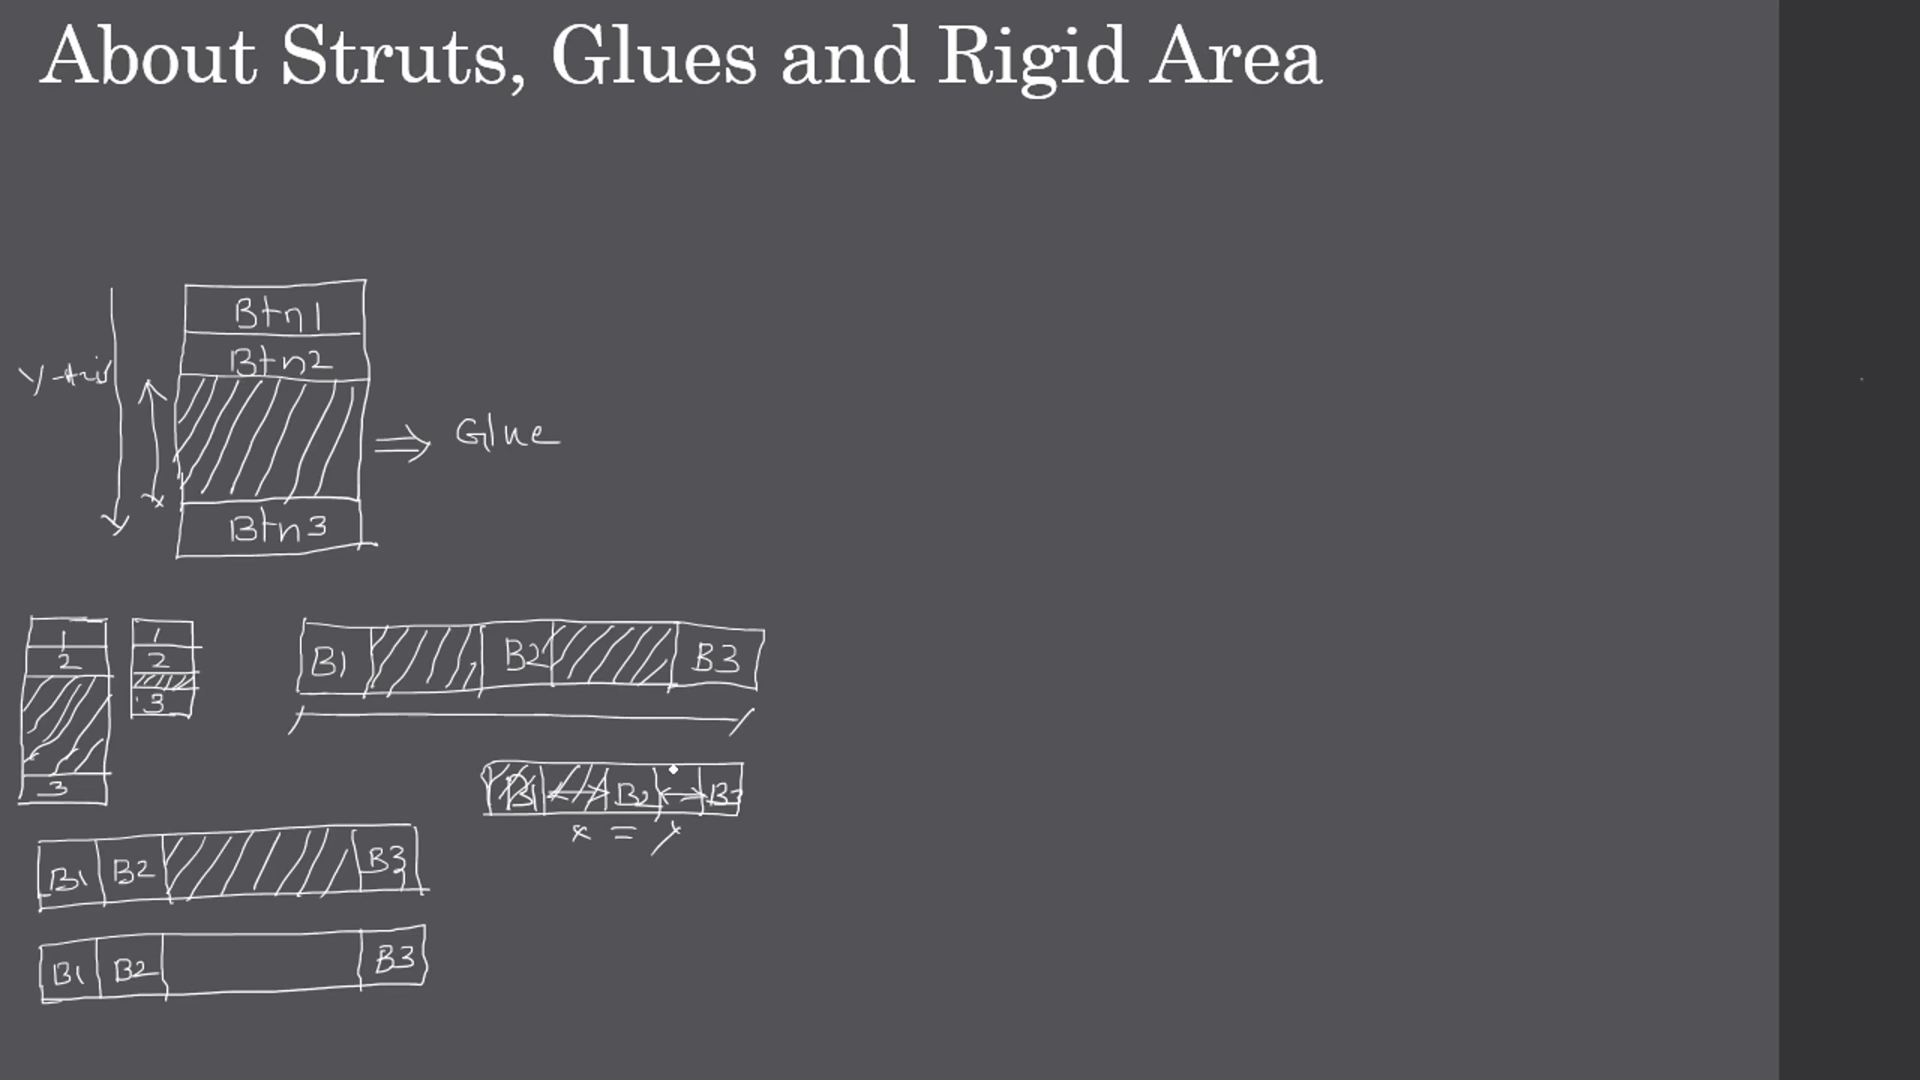 About Struts, Glues and Rigid Area
Btn1
Btn2
Y-Axis
Glue
Btn3
1
2
3
1
2
3
B1 B2 B3
B1 B2 B3
x = x
B1 B2 B3
B1 B2 B3